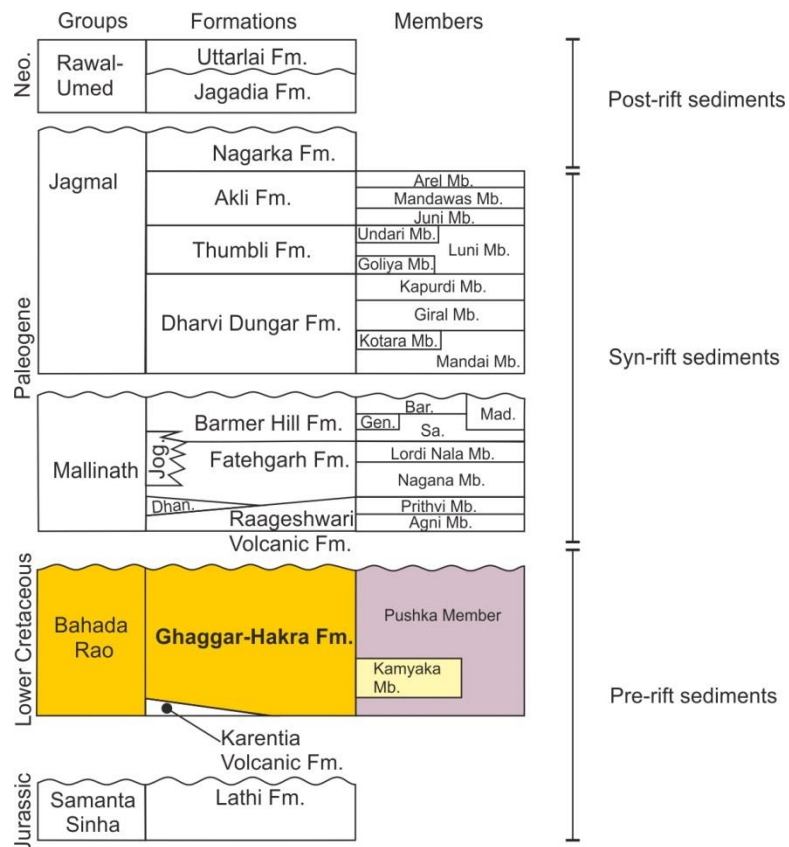 Groups Formations Members
Neo.
Rawal-
Umed
Uttarlai Fm.
Jagadia Fm.
Post-rift sediments
Paleogene
Jagmal
Nagarka Fm.
Akli Fm.
Arel Mb.
Mandawas Mb.
Juni Mb.
Thumbli Fm.
Undari Mb.
Luni Mb.
Goliya Mb.
Dharvi Dungar Fm.
Kapurdi Mb.
Giral Mb.
Kotara Mb.
Mandai Mb.
Syn-rift sediments
Mallinath
Barmer Hill Fm.
Bar.
Mad.
Gen.
Sa.
Jog.
Fatehgarh Fm.
Lordi Nala Mb.
Nagana Mb.
Dhan.
Raageshwari
Volcanic Fm.
Prithvi Mb.
Agni Mb.
Lower Cretaceous
Bahada
Rao
Ghaggar-Hakra Fm.
Pushka Member
Kamyaka
Mb.
Karentia
Volcanic Fm.
Pre-rift sediments
Jurassic
Samanta
Sinha
Lathi Fm.